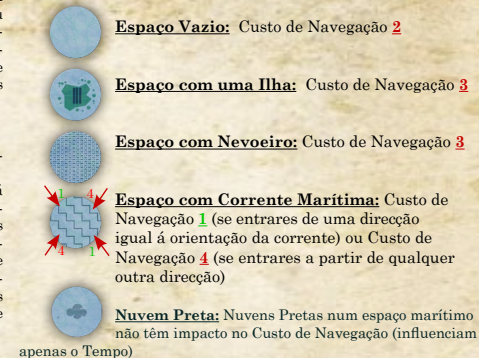 Espaço Vazio: Custo de Navegação 2
Espaço com uma Ilha: Custo de Navegação 3
Espaço com Nevoeiro: Custo de Navegação 3
1 4
4 1
Espaço com Corrente Marítima: Custo de
Navegação 1 (se entrares de uma direcção
igual á orientação da corrente) ou Custo de
Navegação 4 (se entrares a partir de qualquer
outra direcção)
Nuvem Preta: Nuvens Pretas num espaço marítimo
não têm impacto no Custo de Navegação (influenciam
apenas o Tempo)